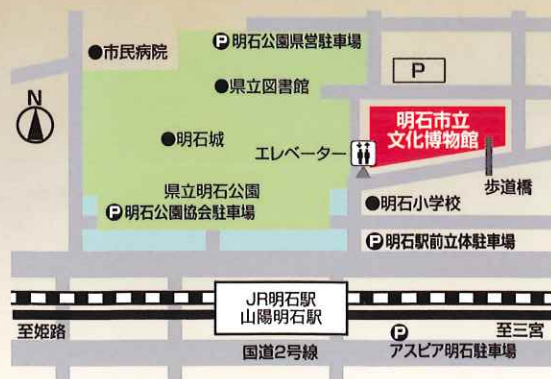 P 明石公園県営駐車場
●市民病院
P
●県立図書館
N
明石市立
文化博物館
●明石城
エレベーター
歩道橋
県立明石公園
●明石小学校
P 明石公園協会駐車場
P 明石駅前立体駐車場
JR明石駅
山陽明石駅
至姫路
至三宮
P
国道2号線
アスピア明石駐車場